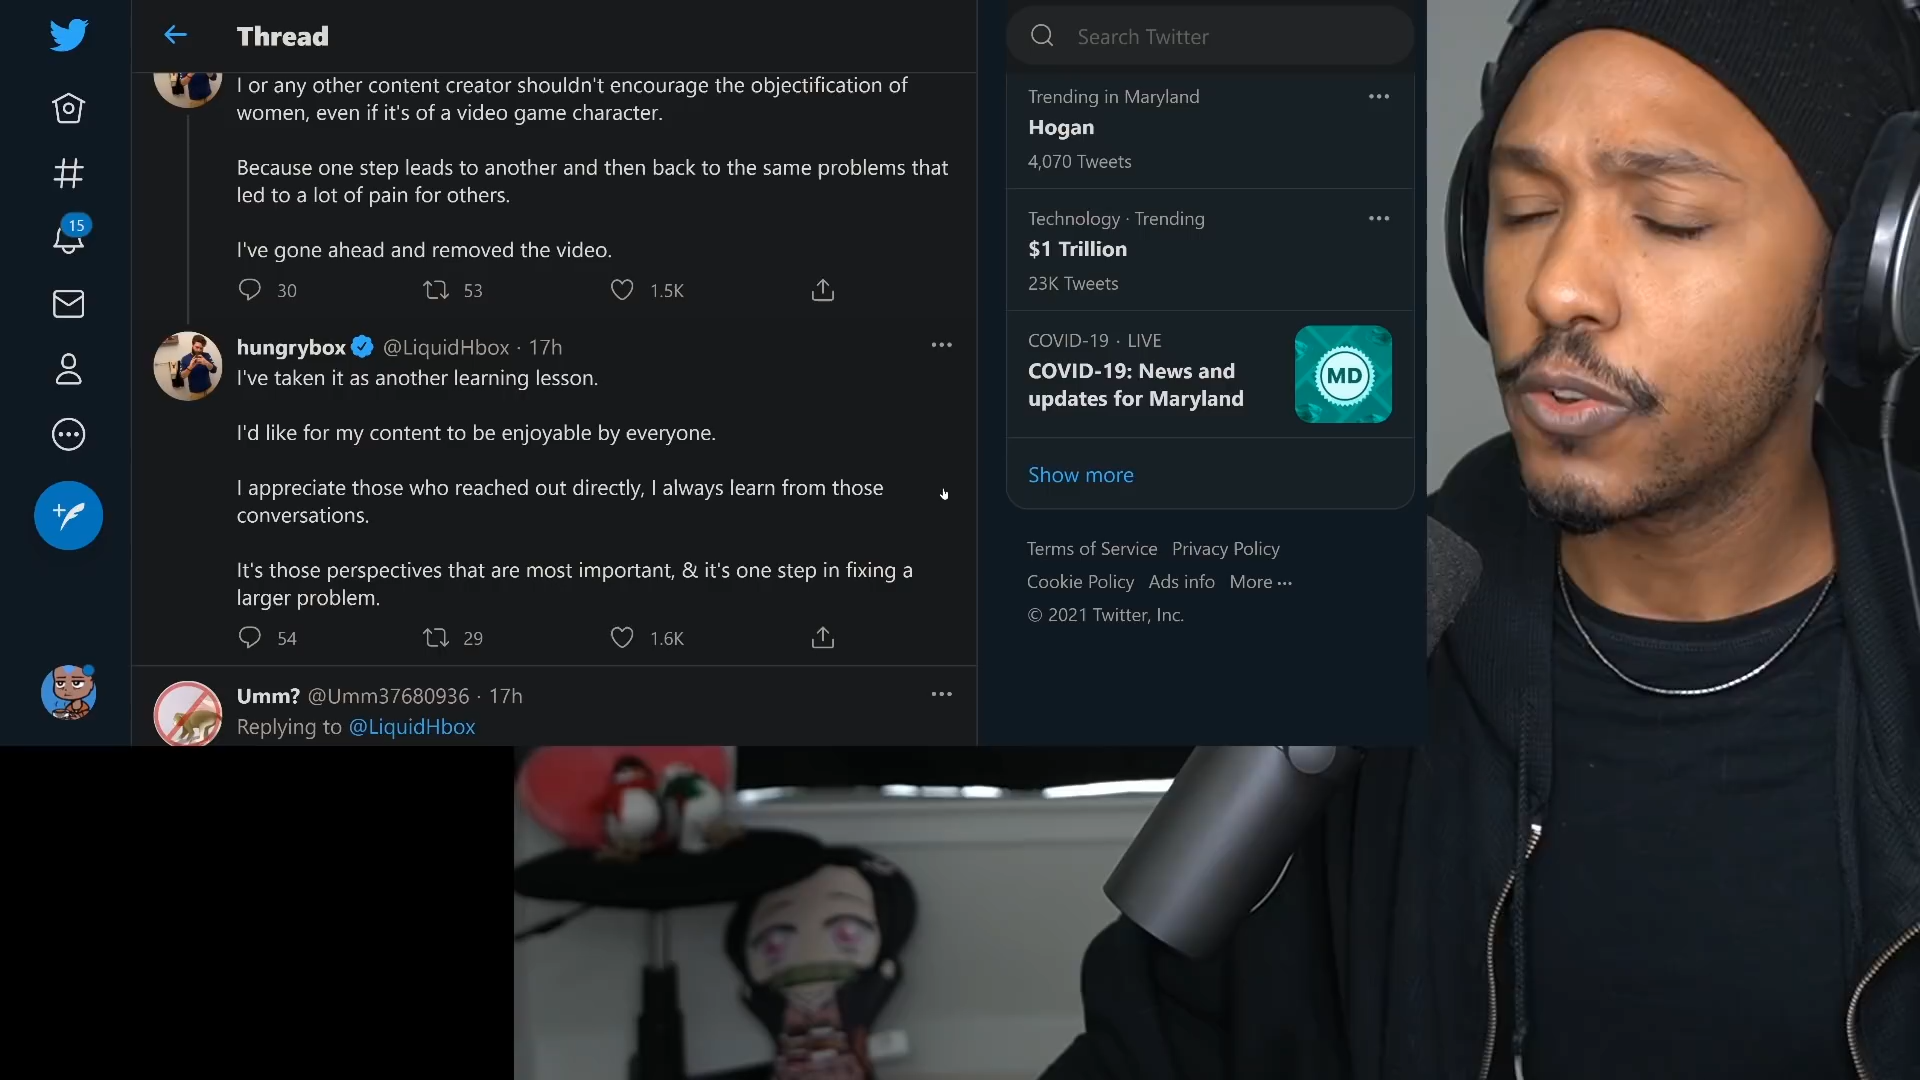 Thread
I or any other content creator shouldn't encourage the objectification of
women, even if it's of a video game character.
Because one step leads to another and then back to the same problems that
led to a lot of pain for others.
I've gone ahead and removed the video.
30 53 1.5K
hungrybox @LiquidHbox · 17h
I've taken it as another learning lesson.
I'd like for my content to be enjoyable by everyone.
I appreciate those who reached out directly, I always learn from those
conversations.
It's those perspectives that are most important, & it's one step in fixing a
larger problem.
54 29 1.6K
Umm? @Umm37680936 · 17h
Replying to @LiquidHbox
15
Search Twitter
Trending in Maryland
Hogan
4,070 Tweets
Technology · Trending
$1 Trillion
23K Tweets
COVID-19 · LIVE
COVID-19: News and
updates for Maryland
MD
Show more
Terms of Service Privacy Policy
Cookie Policy Ads info More ···
© 2021 Twitter, Inc.